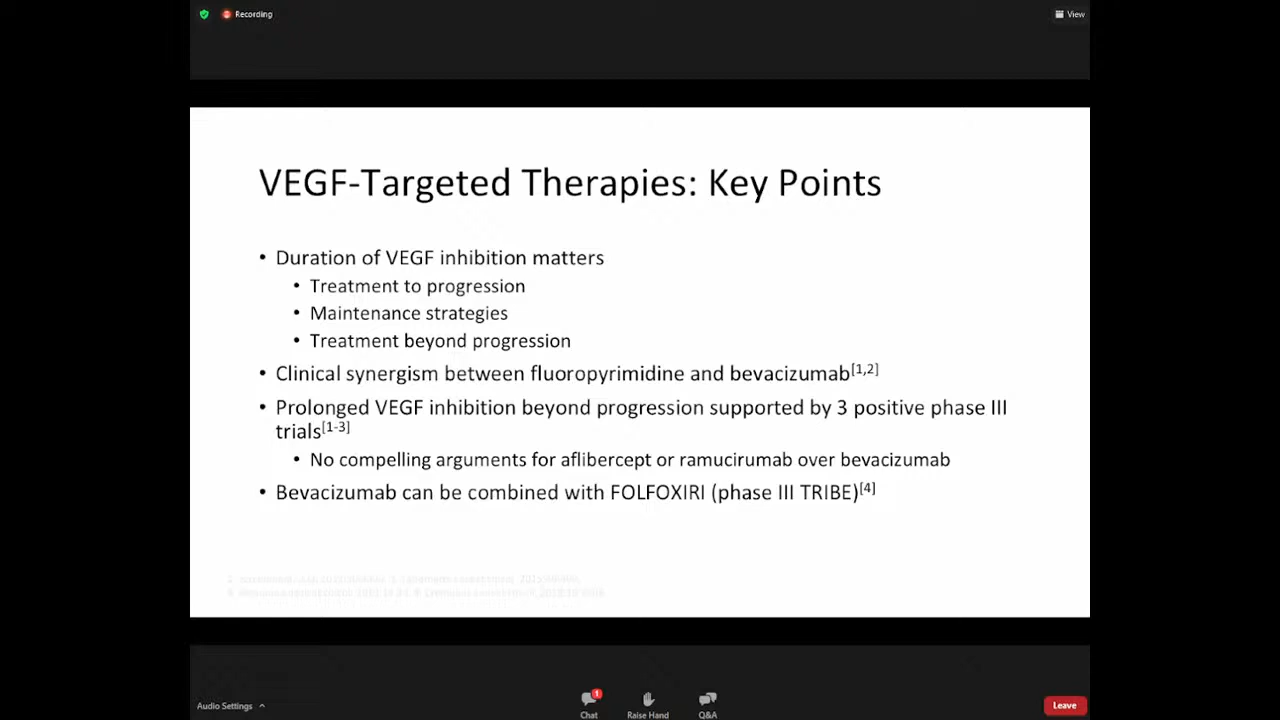 Recording
View
VEGF-Targeted Therapies: Key Points
• Duration of VEGF inhibition matters
• Treatment to progression
• Maintenance strategies
• Treatment beyond progression
• Clinical synergism between fluoropyrimidine and bevacizumab[1,2]
• Prolonged VEGF inhibition beyond progression supported by 3 positive phase III
trials[1-3]
• No compelling arguments for aflibercept or ramucirumab over bevacizumab
• Bevacizumab can be combined with FOLFOXIRI (phase III TRIBE)[4]
Audio Settings
1
Chat
Raise Hand
Q&A
Leave